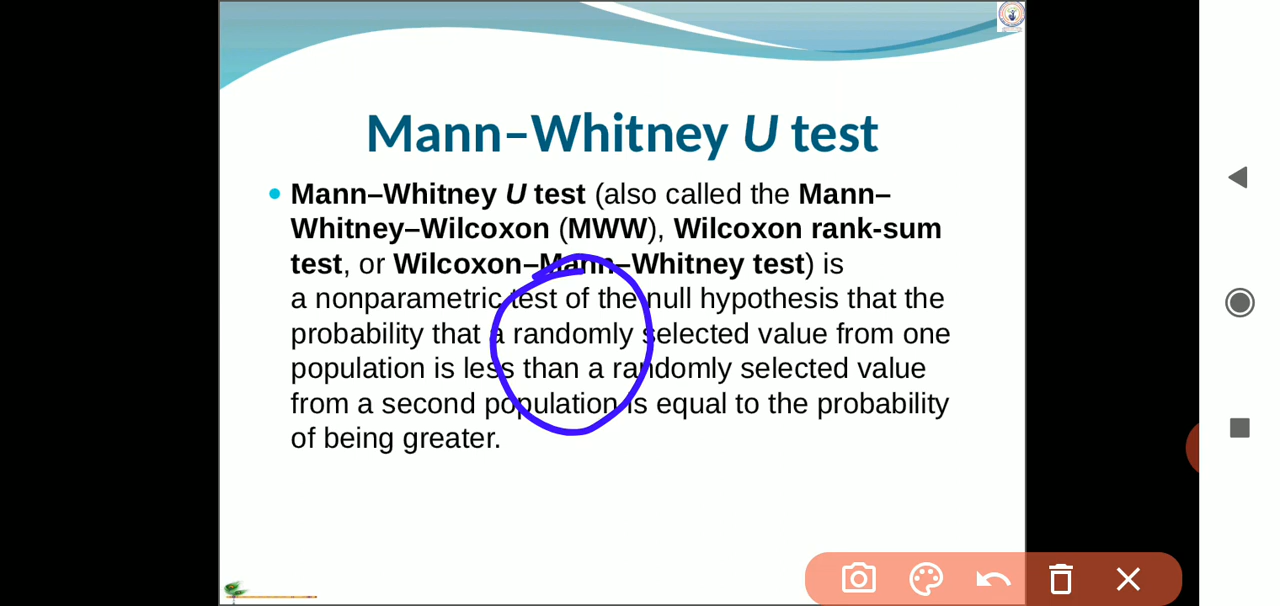 Mann–Whitney U test
Mann–Whitney U test (also called the Mann–
Whitney–Wilcoxon (MWW), Wilcoxon rank-sum
test, or Wilcoxon–Mann–Whitney test) is
a nonparametric test of the null hypothesis that the
probability that a randomly selected value from one
population is less than a randomly selected value
from a second population is equal to the probability
of being greater.